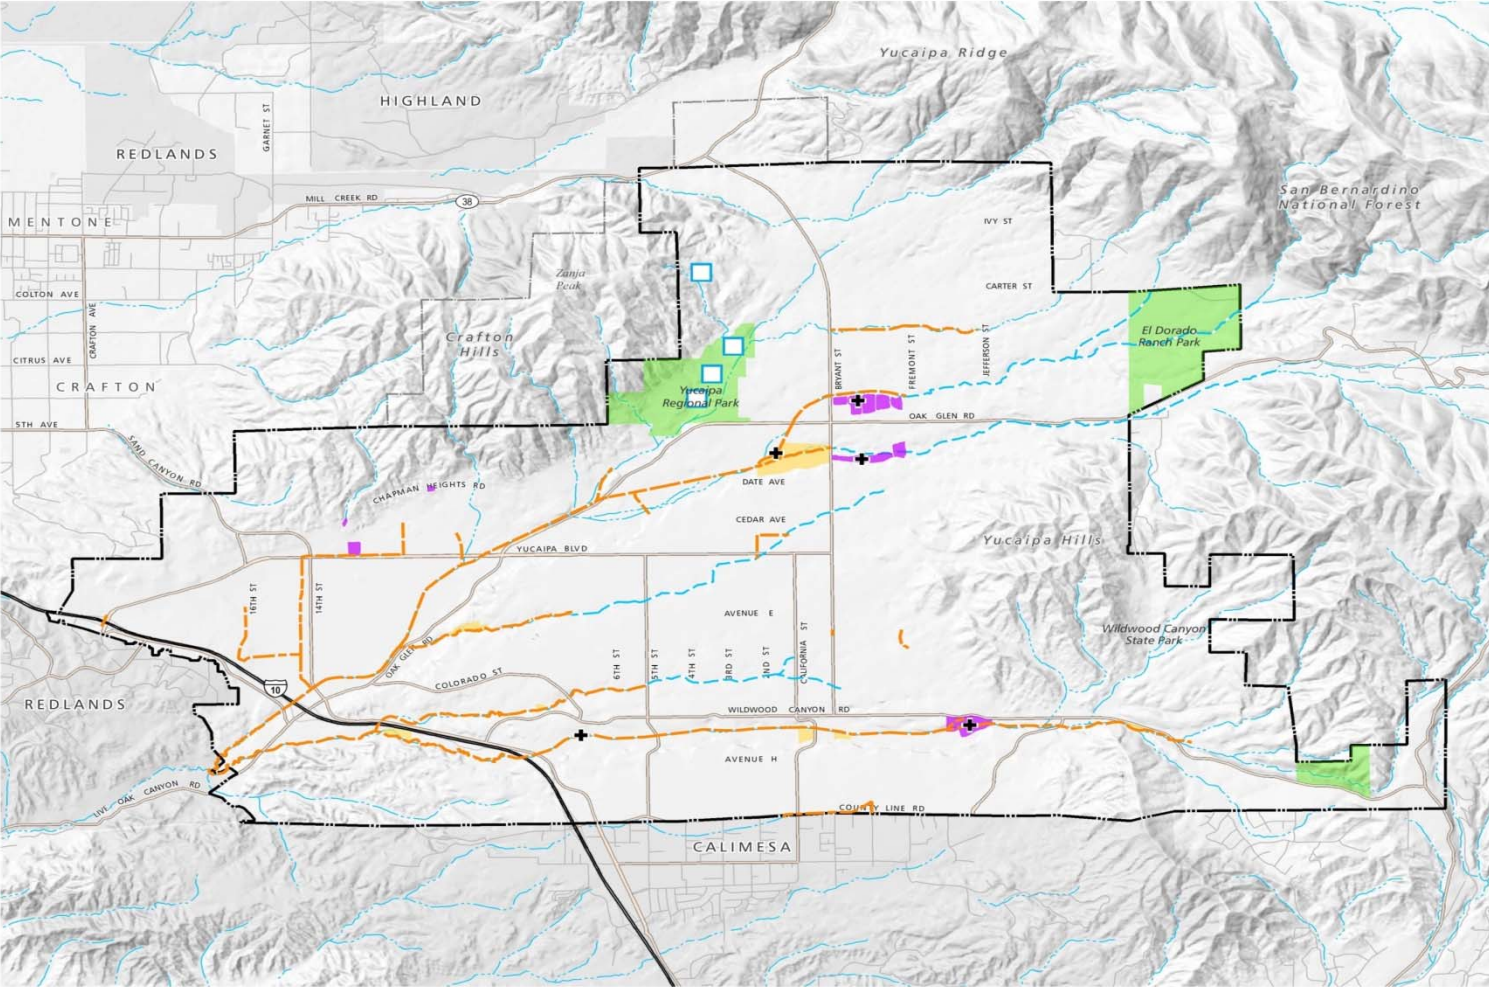 Yucaipa Ridge
HIGHLAND
GARNET ST
REDLANDS
San Bernardino
National Forest
MILL CREEK RD
38
MENTONE
IVY ST
Zanja
Peak
CARTER ST
COLTON AVE
CRAFTON AVE
El Dorado
Ranch Park
Crafton
Hills
BRYANT ST
FREMONT ST
JEFFERSON ST
CITRUS AVE
CRAFTON
Yucaipa
Regional Park
OAK GLEN RD
5TH AVE
SAND CANYON RD
CHAPMAN HEIGHTS RD
DATE AVE
CEDAR AVE
YUCAIPA BLVD
Yucaipa Hills
16TH ST
14TH ST
AVENUE E
Wildwood Canyon
State Park
OAK GLEN RD
6TH ST
5TH ST
4TH ST
3RD ST
2ND ST
CALIFORNIA ST
COLORADO ST
10
REDLANDS
WILDWOOD CANYON RD
AVENUE H
LIVE OAK CANYON RD
COUNTY LINE RD
CALIMESA